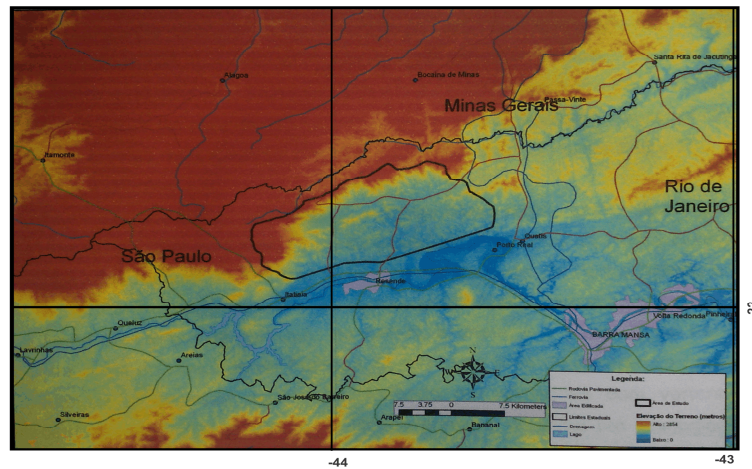 Santa Rita de Jacutinga
Alagoa
Bocaina de Minas
Minas Gerais
Passa-Vinte
Itamonte
Rio de
Janeiro
São Paulo
Quatis
Porto Real
Resende
Itatiaia
Volta Redonda
Pinheiral
Queluz
BARRA MANSA
Lavrinhas
Areias
N
W
E
S
São José do Barreiro
Silveiras
Arapeí
Bananal
7.5 3.75 0 7.5 Kilometers
Legenda:
Rodovia Pavimentada
Ferrovia
Área Edificada
Limites Estaduais
Drenagem
Lago
Área de Estudo
Elevação do Terreno (metros)
Alto : 2854
Baixo : 0
-44
-43